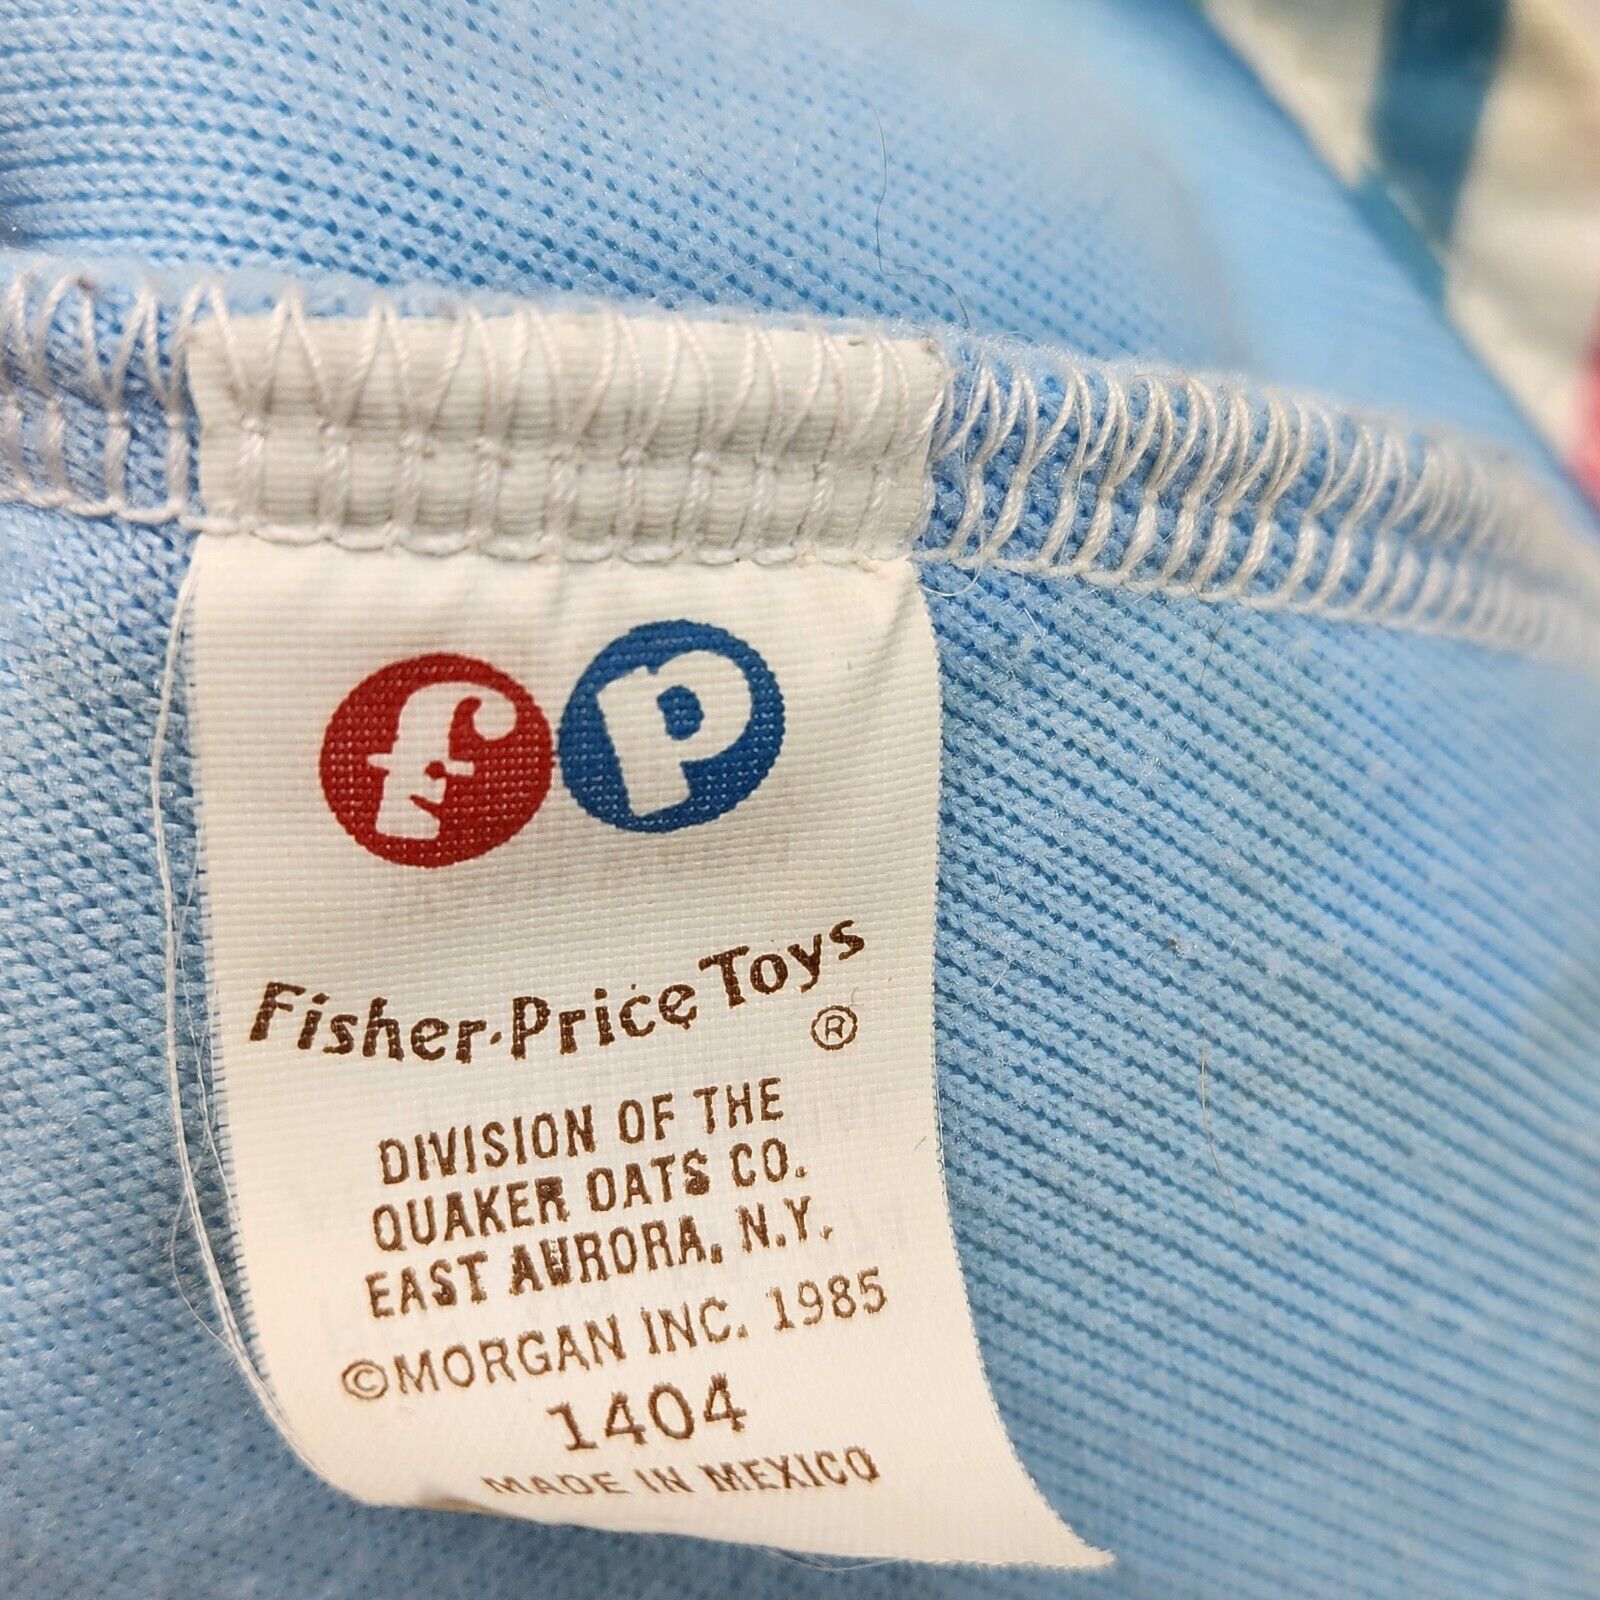 fp
Fisher-Price Toys
®
DIVISION OF THE
QUAKER OATS CO.
EAST AURORA, N.Y.
©MORGAN INC. 1985
1404
MADE IN MEXICO